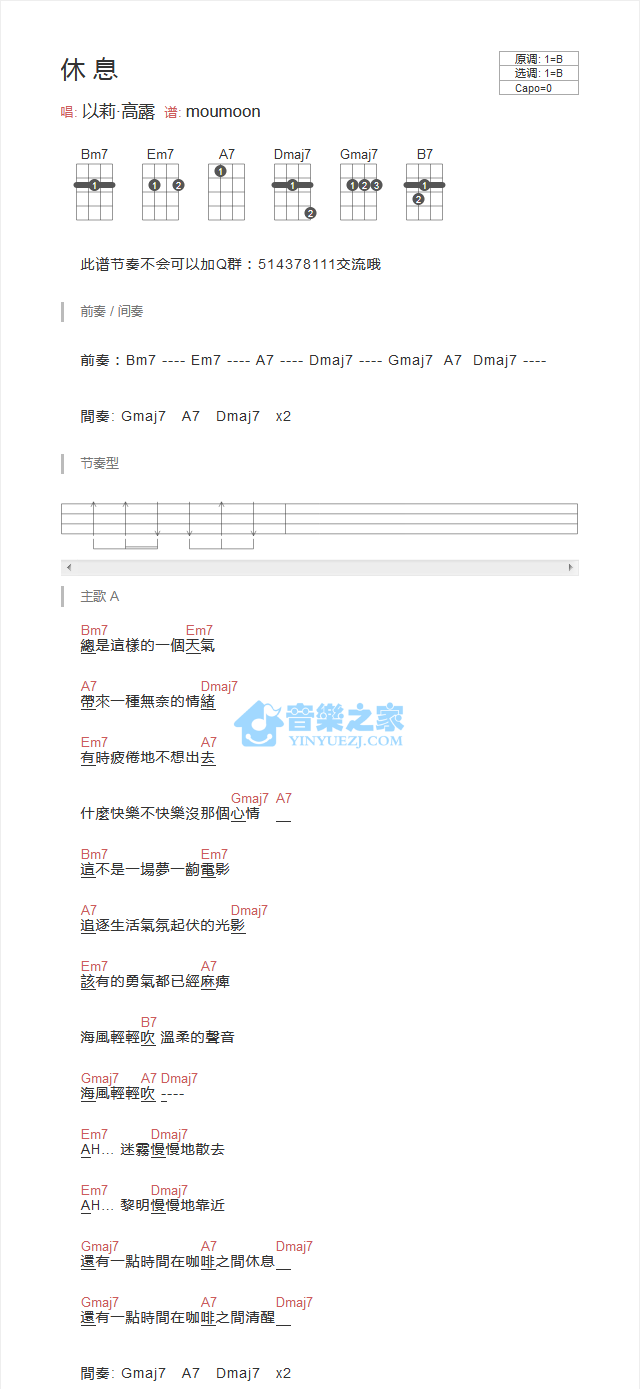 休息
原调: 1=B
选调: 1=B
Capo=0
唱: 以莉·高露 谱: moumoon
Bm7 Em7 A7 Dmaj7 Gmaj7 B7
1 1 2 1 1 2 1 2 3 1 2
此谱节奏不会可以加Q群：514378111交流哦
前奏 / 间奏
前奏：Bm7 ---- Em7 ---- A7 ---- Dmaj7 ---- Gmaj7 A7 Dmaj7 ----
間奏: Gmaj7 A7 Dmaj7 x2
节奏型
主歌 A
Bm7 Em7
總是這樣的一個天氣
A7 Dmaj7
帶來一種無奈的情緒
音樂之家
YINYUEZJ.COM
Em7 A7
有時疲倦地不想出去
Gmaj7 A7
什麼快樂不快樂沒那個心情
Bm7 Em7
這不是一場夢一齣電影
A7 Dmaj7
追逐生活氣氛起伏的光影
Em7 A7
該有的勇氣都已經麻痺
B7
海風輕輕吹 溫柔的聲音
Gmaj7 A7 Dmaj7
海風輕輕吹 ----
Em7 Dmaj7
AH... 迷霧慢慢地散去
Em7 Dmaj7
AH... 黎明慢慢地靠近
Gmaj7 A7 Dmaj7
還有一點時間在咖啡之間休息
Gmaj7 A7 Dmaj7
還有一點時間在咖啡之間清醒
間奏: Gmaj7 A7 Dmaj7 x2